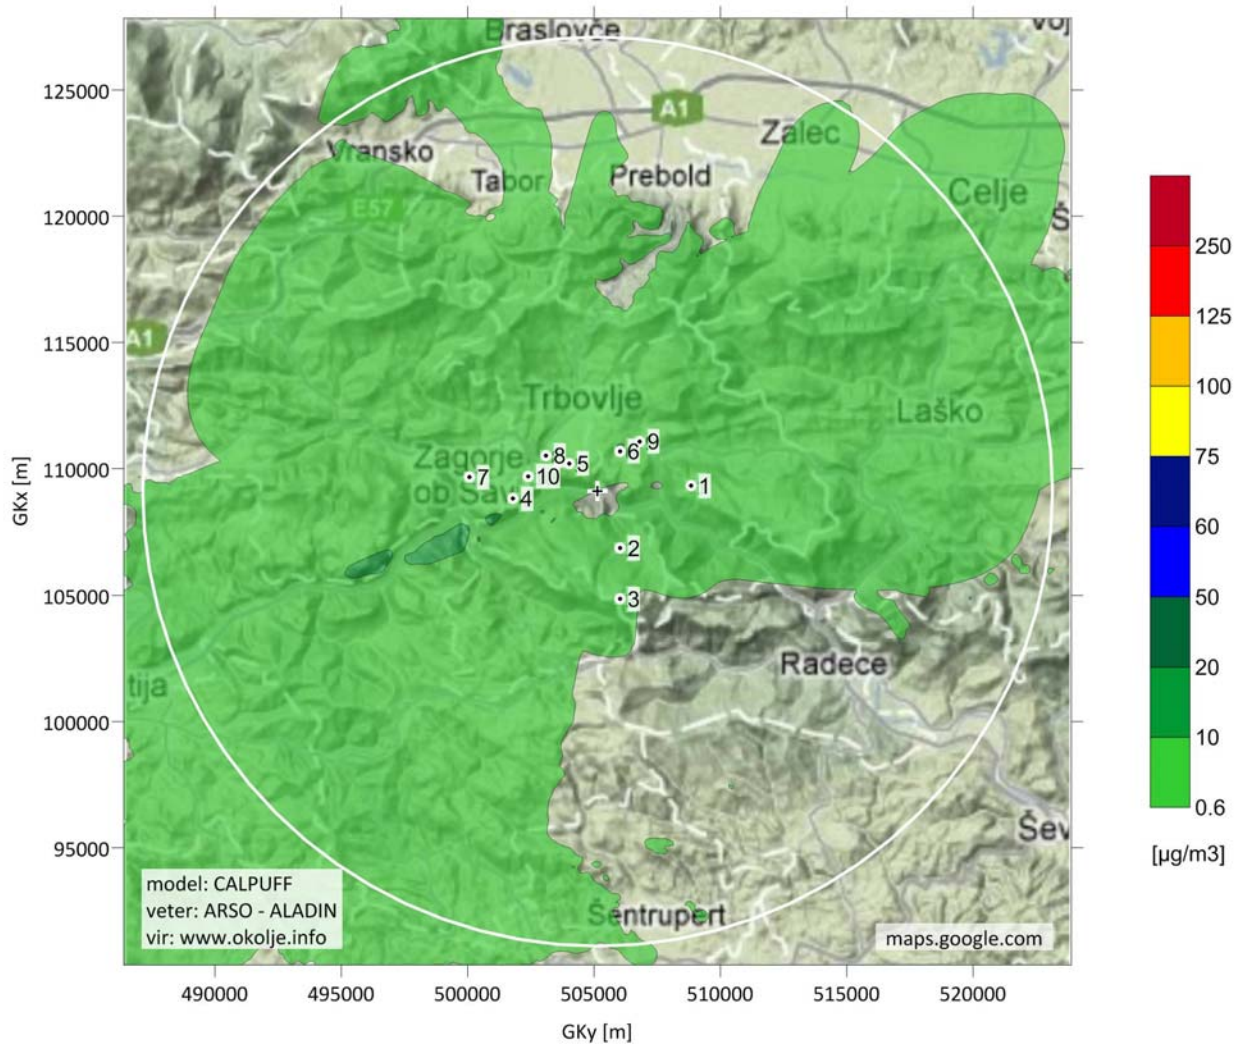 Braslovče
Voj
125000
A1
Žalec
Vransko
Tabor
Prebold
Celje
E57
120000
Š
250
A1
115000
125
Trbovlje
Laško
100
Zagorje
ob Savi
9
6
8
5
110000
7
10
1
4
75
2
60
105000
3
50
Radece
tija
20
100000
10
0.6
Šev
95000
[µg/m3]
model: CALPUFF
veter: ARSO - ALADIN
vir: www.okolje.info
Šentrupert
maps.google.com
490000
495000
500000
505000
510000
515000
520000
GKx [m]
GKy [m]